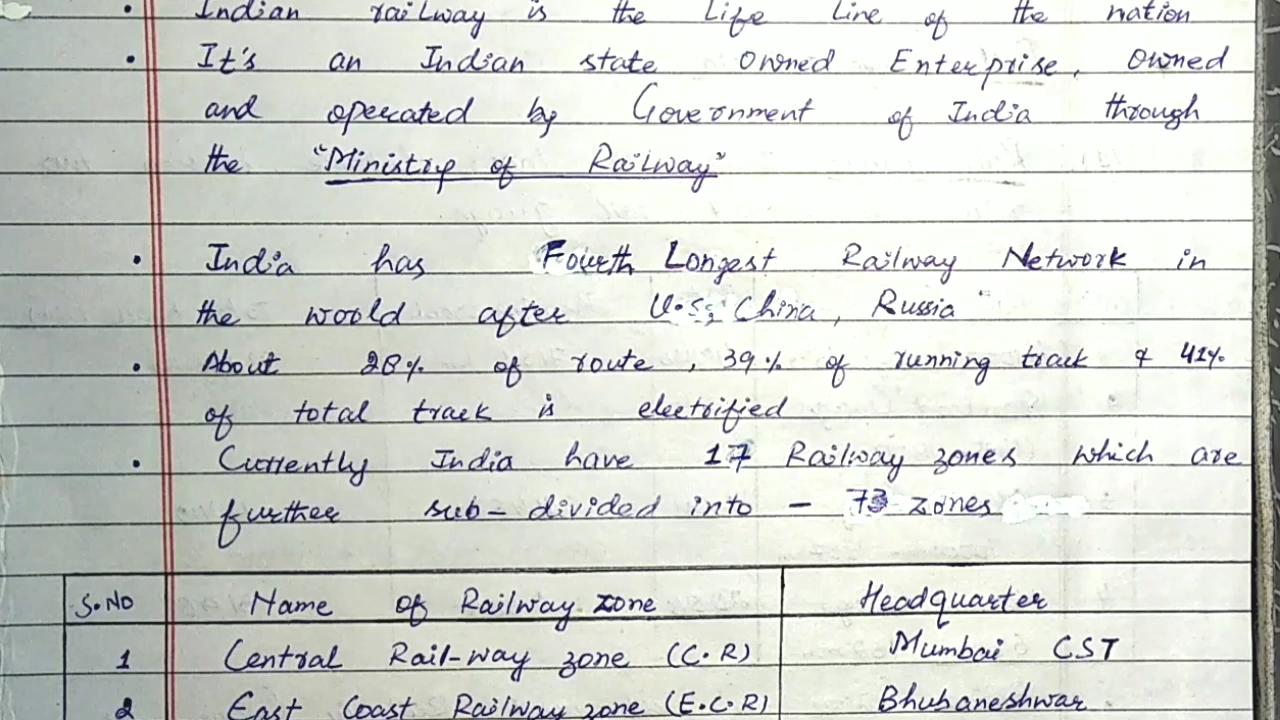 • Indian railway is the Life Line of the nation
• It's an Indian state owned Enterprise, owned
and operated by Government of India through
the "Ministry of Railway"
• India has Fourth Longest Railway Network in
the world after U.S, China, Russia
• About 28% of route, 39% of running track & 41%
of total track is electrified
• Currently India have 17 Railway zones which are
further sub-divided into - 73 zones
S.No Name of Railway zone Headquarter
1 Central Rail-way zone (C.R) Mumbai CST
2 East Coast Railway zone (E.C.R) Bhubaneshwar